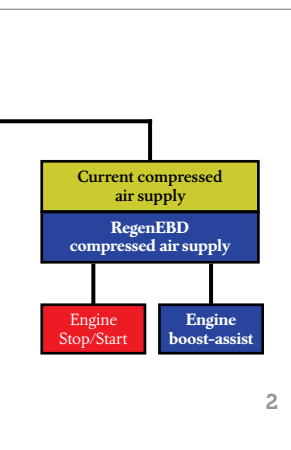 Current compressed
air supply
RegenEBD
compressed air supply
Engine
Stop/Start
Engine
boost-assist
2